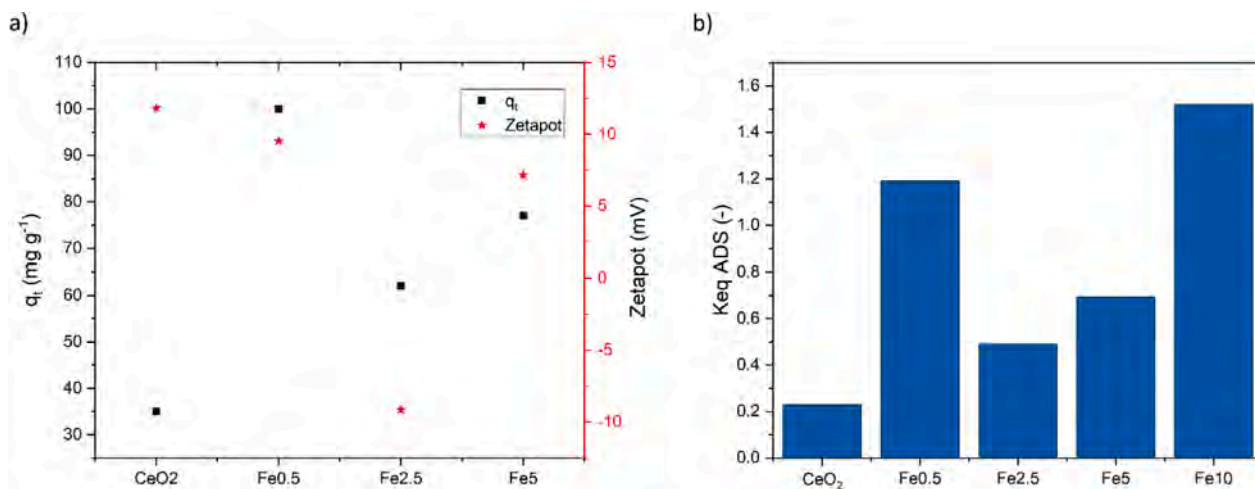 a)
110
100
90
80
70
60
50
40
30
qt (mg g-1)
CeO2
Fe0.5
Fe2.5
Fe5
qt
Zetapot
15
10
5
0
-5
-10
Zetapot (mV)
b)
1.6
1.4
1.2
1.0
0.8
0.6
0.4
0.2
0.0
Keq ADS (-)
CeO₂
Fe0.5
Fe2.5
Fe5
Fe10